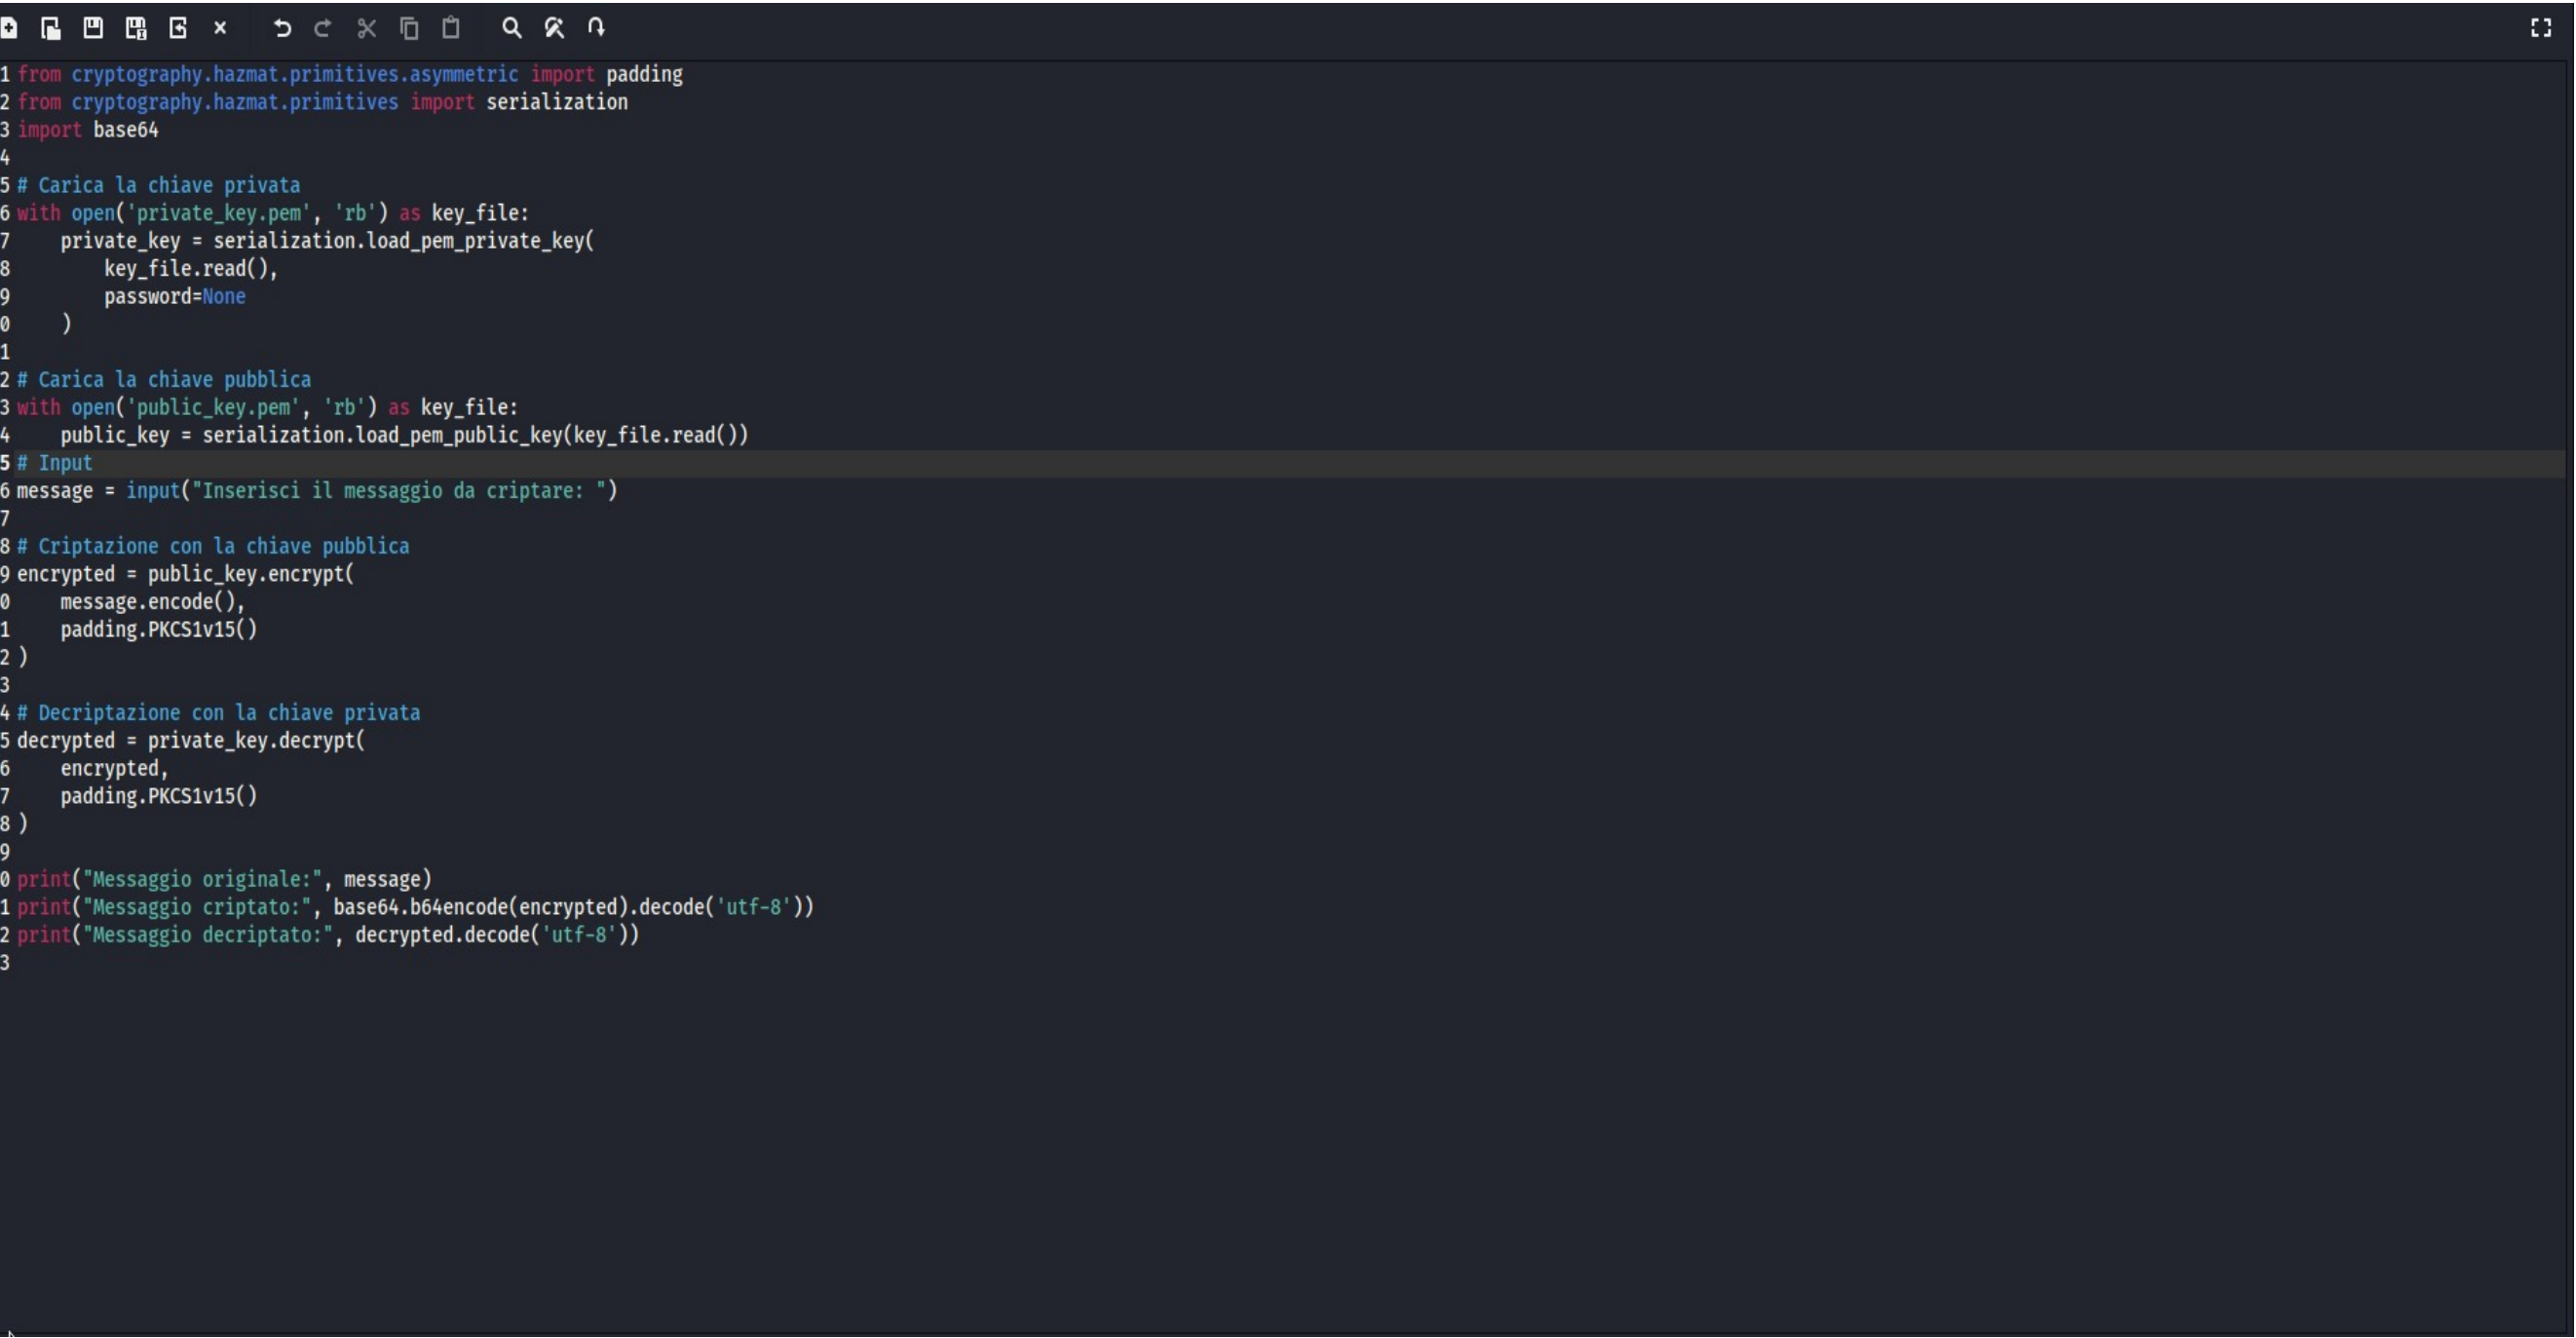 1 from cryptography.hazmat.primitives.asymmetric import padding
2 from cryptography.hazmat.primitives import serialization
3 import base64
4
5 # Carica la chiave privata
6 with open('private_key.pem', 'rb') as key_file:
7     private_key = serialization.load_pem_private_key(
8         key_file.read(),
9         password=None
0     )
1
2 # Carica la chiave pubblica
3 with open('public_key.pem', 'rb') as key_file:
4     public_key = serialization.load_pem_public_key(key_file.read())
5 # Input
6 message = input("Inserisci il messaggio da criptare: ")
7
8 # Criptazione con la chiave pubblica
9 encrypted = public_key.encrypt(
0     message.encode(),
1     padding.PKCS1v15()
2 )
3
4 # Decriptazione con la chiave privata
5 decrypted = private_key.decrypt(
6     encrypted,
7     padding.PKCS1v15()
8 )
9
0 print("Messaggio originale:", message)
1 print("Messaggio criptato:", base64.b64encode(encrypted).decode('utf-8'))
2 print("Messaggio decriptato:", decrypted.decode('utf-8'))
3